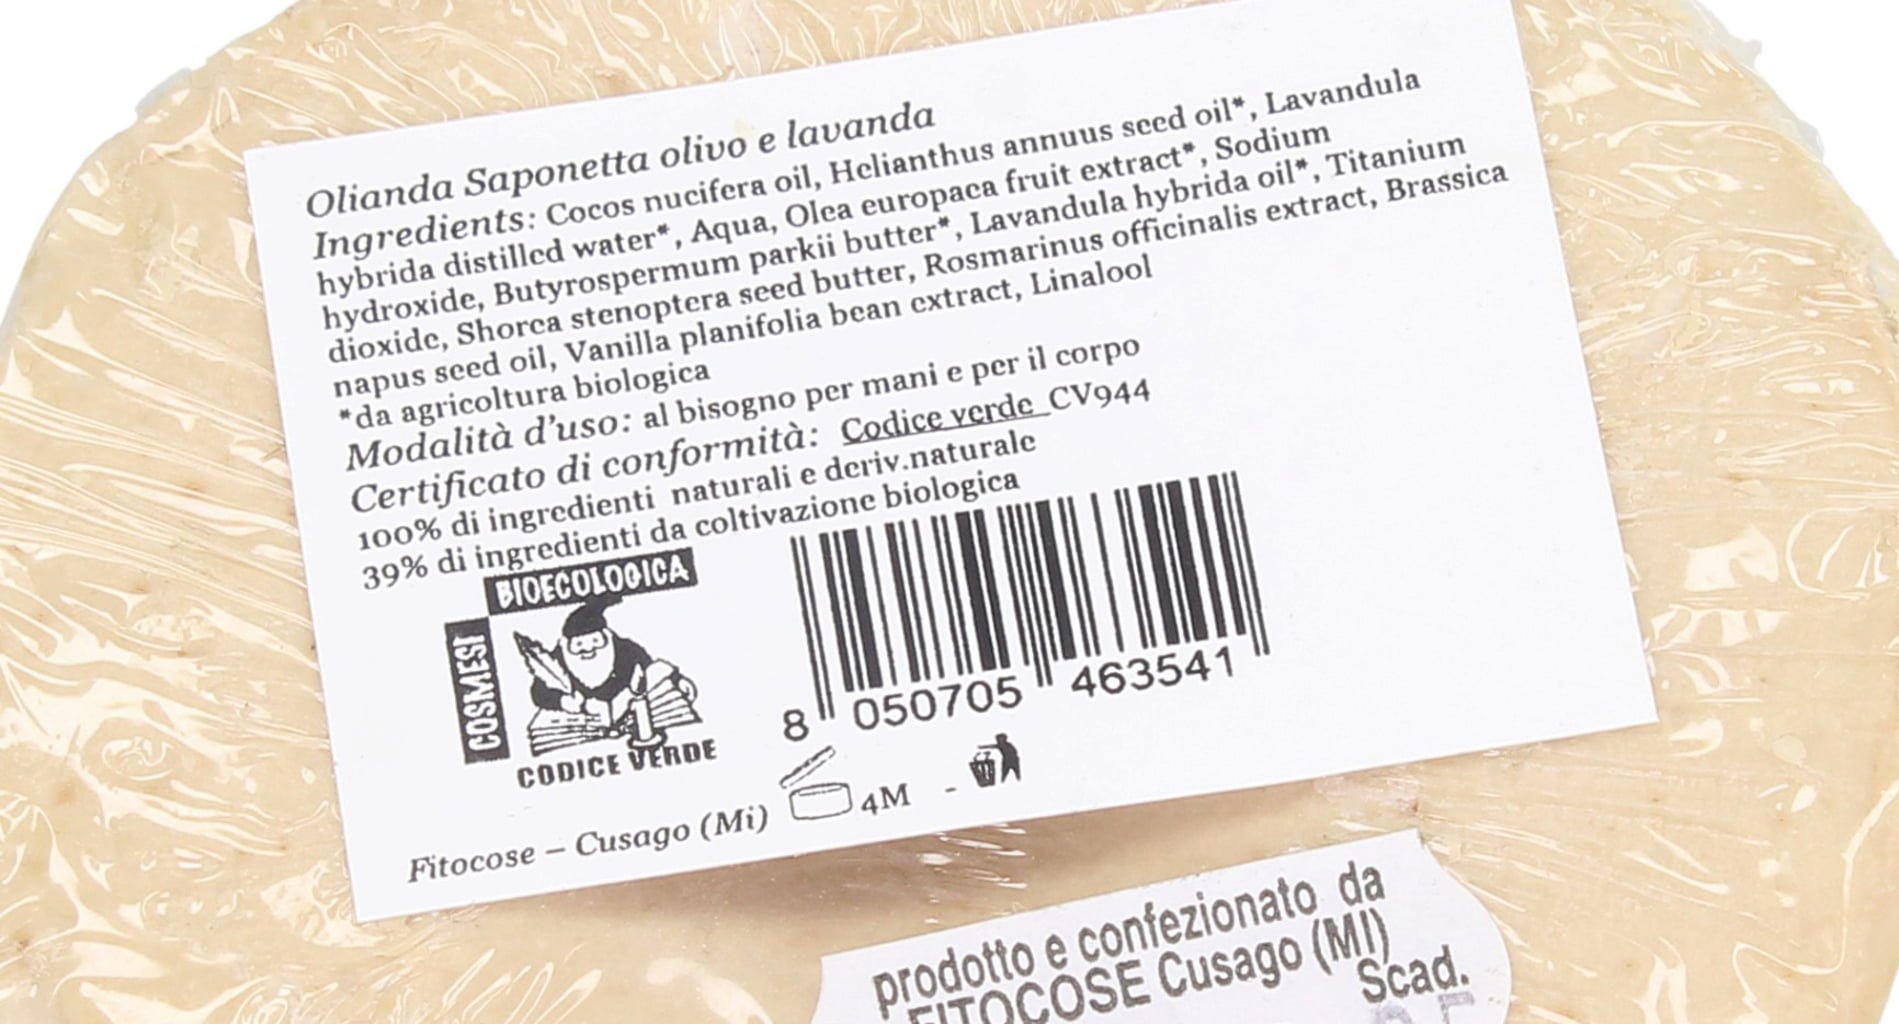 Olianda Saponetta olivo e lavanda
Ingredients: Cocos nucifera oil, Helianthus annuus seed oil*, Lavandula
hybrida distilled water*, Aqua, Olea europaea fruit extract*, Sodium
hydroxide, Butyrospermum parkii butter*, Lavandula hybrida oil*, Titanium
dioxide, Shorea stenoptera seed butter, Rosmarinus officinalis extract, Brassica
napus seed oil, Vanilla planifolia bean extract, Linalool
*da agricoltura biologica
Modalità d'uso: al bisogno per mani e per il corpo
Certificato di conformità: Codice verde CV944
100% di ingredienti naturali e deriv.naturale
39% di ingredienti da coltivazione biologica
BIOECOLOGICA
COSMESI
CODICE VERDE
8 050705 463541
Fitocose – Cusago (Mi) 4M -
prodotto e confezionato da
FITOCOSE Cusago (MI)
Scad.